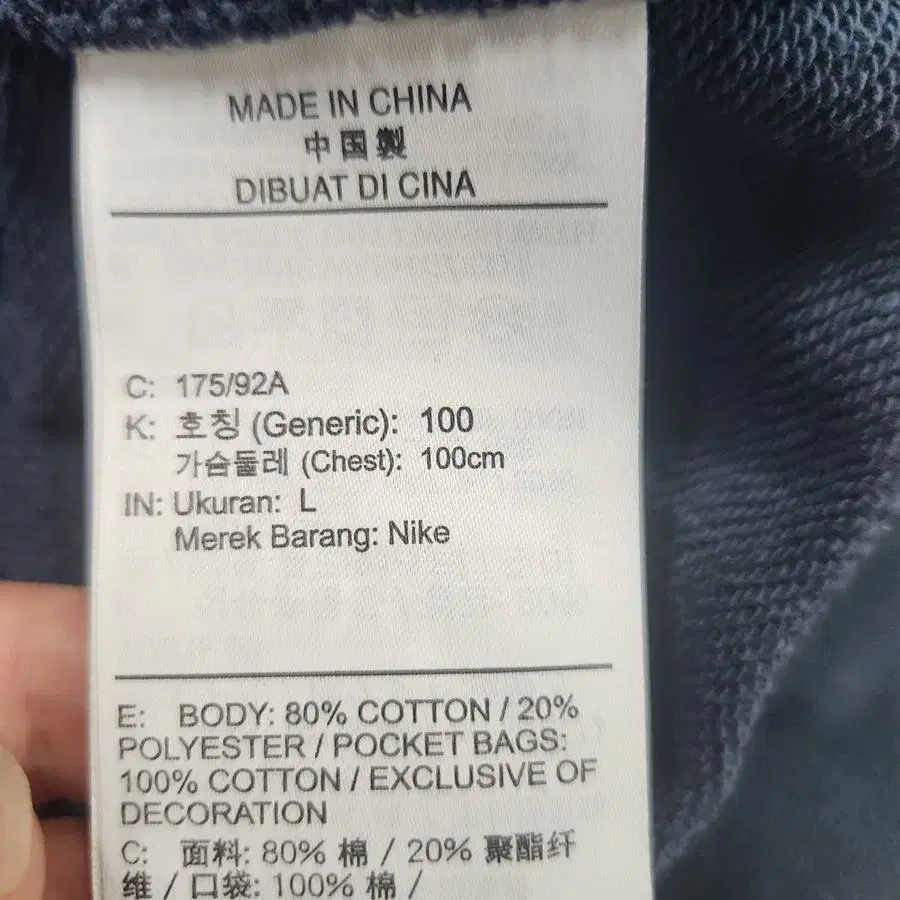 MADE IN CHINA
中国製
DIBUAT DI CINA
C: 175/92A
K: 호칭 (Generic): 100
가슴둘레 (Chest): 100cm
IN: Ukuran: L
Merek Barang: Nike
E: BODY: 80% COTTON / 20%
POLYESTER / POCKET BAGS:
100% COTTON / EXCLUSIVE OF
DECORATION
C: 面料: 80% 棉 / 20% 聚酯纤
维 / 口袋: 100% 棉 /